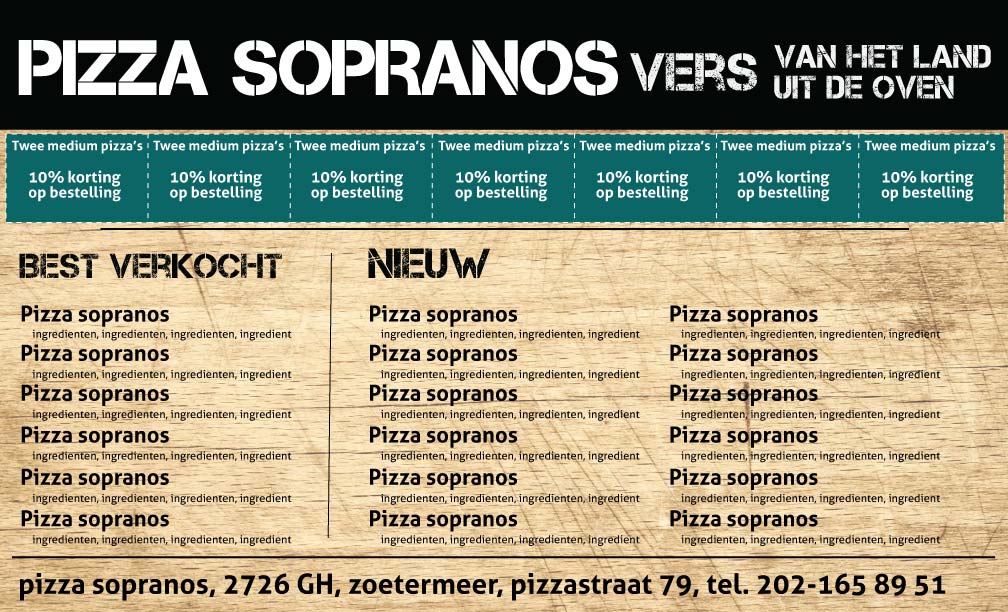 PIZZA SOPRANOS VERS VAN HET LAND
UIT DE OVEN
Twee medium pizza's Twee medium pizza's Twee medium pizza's Twee medium pizza's Twee medium pizza's Twee medium pizza's Twee medium pizza's
10% korting 10% korting 10% korting 10% korting 10% korting 10% korting 10% korting
op bestelling op bestelling op bestelling op bestelling op bestelling op bestelling op bestelling
BEST VERKOCHT
Pizza sopranos
ingredienten, ingredienten, ingredienten, ingredient
Pizza sopranos
ingredienten, ingredienten, ingredienten, ingredient
Pizza sopranos
ingredienten, ingredienten, ingredienten, ingredient
Pizza sopranos
ingredienten, ingredienten, ingredienten, ingredient
Pizza sopranos
ingredienten, ingredienten, ingredienten, ingredient
Pizza sopranos
ingredienten, ingredienten, ingredienten, ingredient
NIEUW
Pizza sopranos
ingredienten, ingredienten, ingredienten, ingredient
Pizza sopranos
ingredienten, ingredienten, ingredienten, ingredient
Pizza sopranos
ingredienten, ingredienten, ingredienten, ingredient
Pizza sopranos
ingredienten, ingredienten, ingredienten, ingredient
Pizza sopranos
ingredienten, ingredienten, ingredienten, ingredient
Pizza sopranos
ingredienten, ingredienten, ingredienten, ingredient
Pizza sopranos
ingredienten, ingredienten, ingredienten, ingredient
Pizza sopranos
ingredienten, ingredienten, ingredienten, ingredient
Pizza sopranos
ingredienten, ingredienten, ingredienten, ingredient
Pizza sopranos
ingredienten, ingredienten, ingredienten, ingredient
Pizza sopranos
ingredienten, ingredienten, ingredienten, ingredient
Pizza sopranos
ingredienten, ingredienten, ingredienten, ingredient
pizza sopranos, 2726 GH, zoetermeer, pizzastraat 79, tel. 202-165 89 51